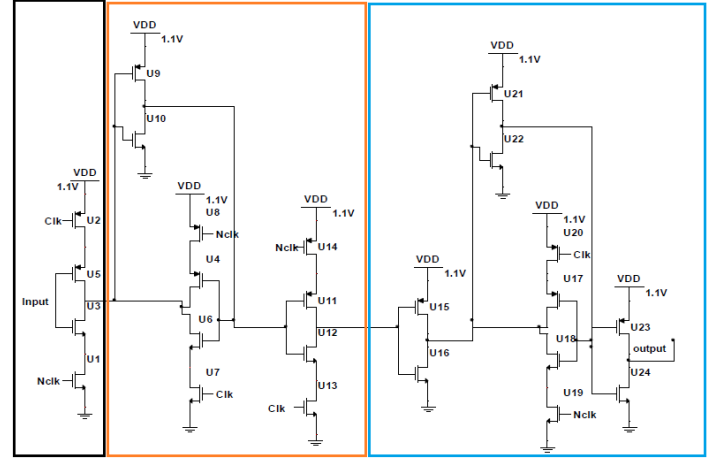 VDD
1.1V
U9
U10
VDD
1.1V
U2
Clk
U5
Input
U3
U1
Nclk
VDD
1.1V
U8
Nclk
U4
U6
U7
Clk
VDD
1.1V
Nclk
U14
U11
U12
U13
Clk
VDD
1.1V
U15
U16
VDD
1.1V
U21
U22
VDD
1.1V
U20
Clk
U17
U18
U19
Nclk
VDD
1.1V
U23
output
U24